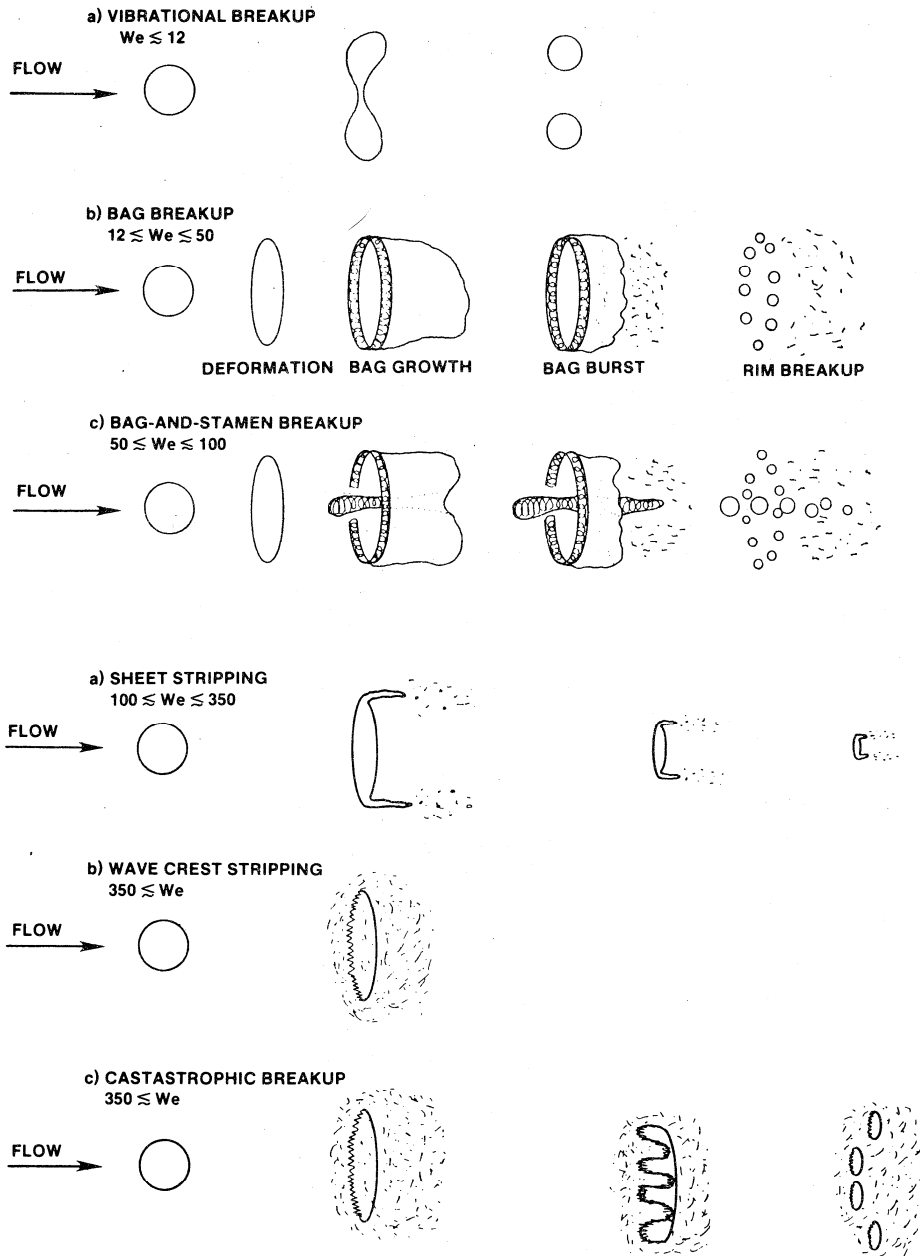 a) VIBRATIONAL BREAKUP
We ≲ 12
FLOW
b) BAG BREAKUP
12 ≲ We ≲ 50
FLOW
DEFORMATION BAG GROWTH BAG BURST RIM BREAKUP
c) BAG-AND-STAMEN BREAKUP
50 ≲ We ≲ 100
FLOW
a) SHEET STRIPPING
100 ≲ We ≲ 350
FLOW
b) WAVE CREST STRIPPING
350 ≲ We
FLOW
c) CASTASTROPHIC BREAKUP
350 ≲ We
FLOW